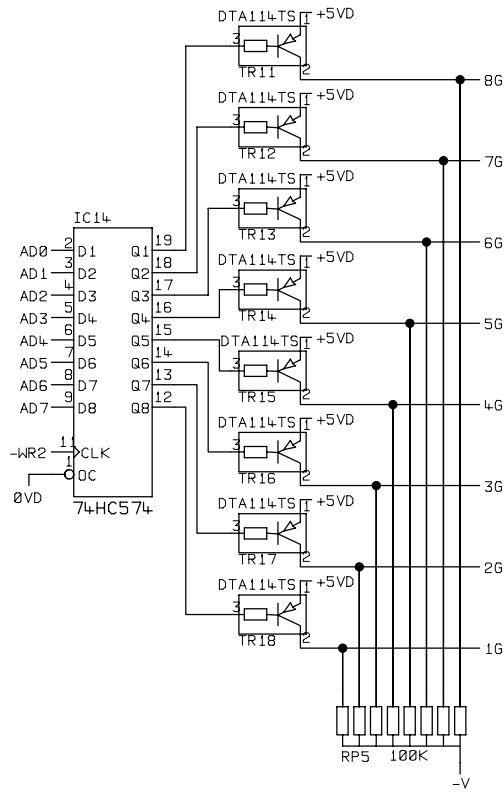 DTA114TS 1 +5VD
3
TR11 2
8G
DTA114TS 1 +5VD
3
TR12 2
7G
DTA114TS 1 +5VD
3
TR13 2
6G
DTA114TS 1 +5VD
3
TR14 2
5G
DTA114TS 1 +5VD
3
TR15 2
4G
DTA114TS 1 +5VD
3
TR16 2
3G
DTA114TS 1 +5VD
3
TR17 2
2G
DTA114TS 1 +5VD
3
TR18 2
1G
IC14
AD0 2 D1 Q1 19
AD1 3 D2 Q2 18
AD2 4 D3 Q3 17
AD3 5 D4 Q4 16
AD4 6 D5 Q5 15
AD5 7 D6 Q6 14
AD6 8 D7 Q7 13
AD7 9 D8 Q8 12
-WR2 11 CLK
1 OC
0VD
74HC574
RP5 100K
-V